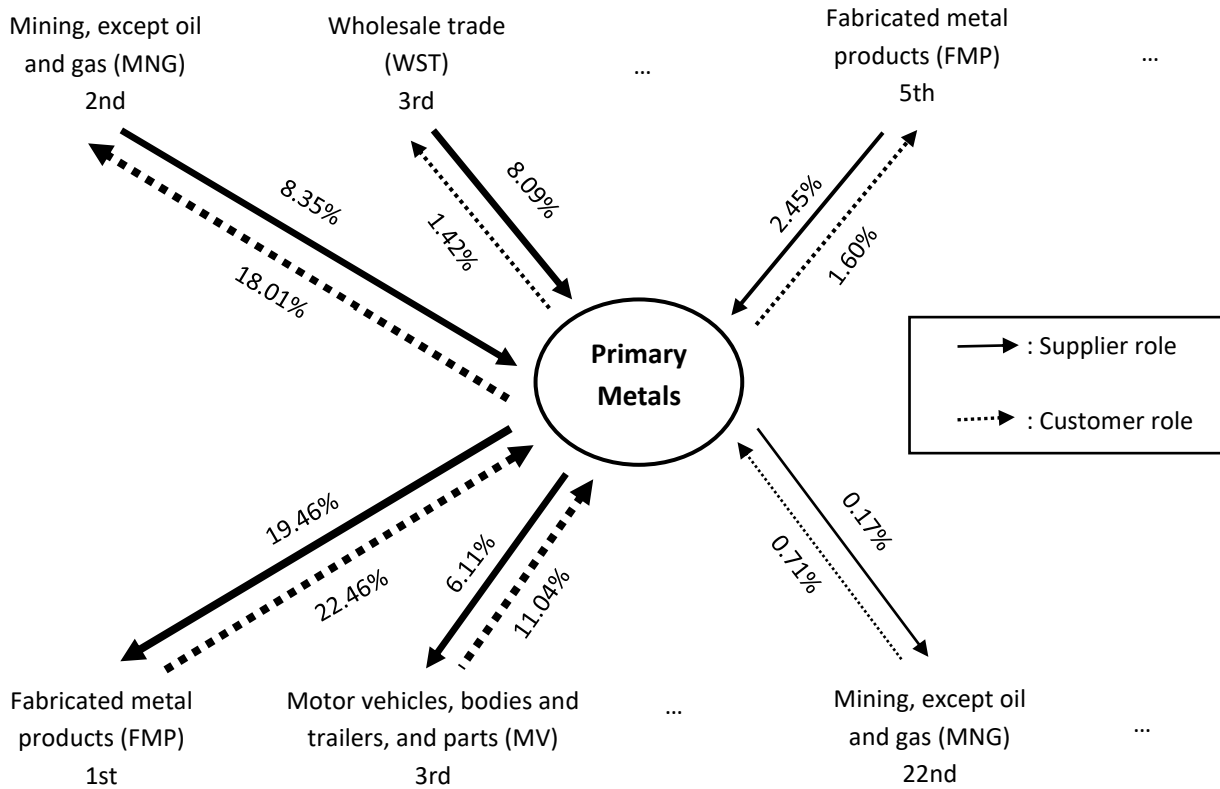 Mining, except oil
and gas (MNG)
2nd
Wholesale trade
(WST)
3rd
...
Fabricated metal
products (FMP)
5th
...
8.35%
18.01%
8.09%
1.42%
2.45%
1.60%
Primary
Metals
: Supplier role
: Customer role
19.46%
22.46%
6.11%
11.04%
0.17%
0.71%
Fabricated metal
products (FMP)
1st
Motor vehicles, bodies and
trailers, and parts (MV)
3rd
...
Mining, except oil
and gas (MNG)
22nd
...